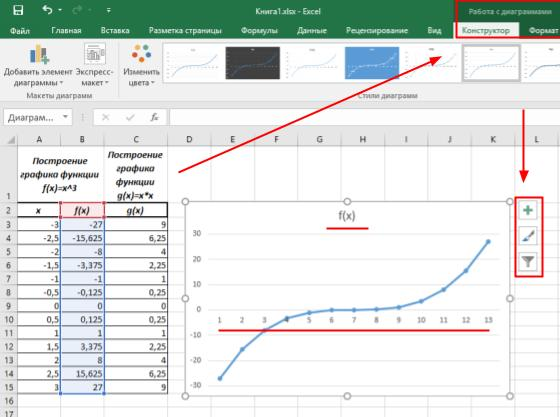 Книга1.xlsx - Excel
Работа с диаграммами
Файл Главная Вставка Разметка страницы Формулы Данные Рецензирование Вид Конструктор Формат
Добавить элемент диаграммы
Экспресс-макет
Изменить цвета
Макеты диаграмм
Стили диаграмм
Диаграм...
fx
A B C D E F G H I J K L
1
Построение графика функции f(x)=x^3
Построение графика функции g(x)=x*x
2 x f(x) g(x)
3 -3 -27 9
4 -2,5 -15,625 6,25
5 -2 -8 4
6 -1,5 -3,375 2,25
7 -1 -1 1
8 -0,5 -0,125 0,25
9 0 0 0
10 0,5 0,125 0,25
11 1 1 1
12 1,5 3,375 2,25
13 2 8 4
14 2,5 15,625 6,25
15 3 27 9
16
17
f(x)
30
20
10
0
1 2 3 4 5 6 7 8 9 10 11 12 13
-10
-20
-30